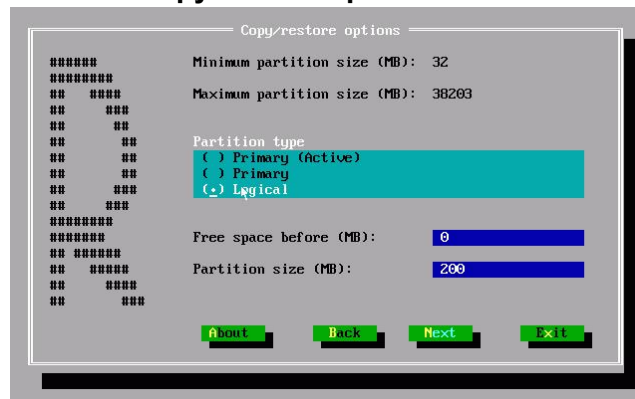 Copy/restore options
Minimum partition size (MB): 32
Maximum partition size (MB): 38203
Partition type
( ) Primary (Active)
( ) Primary
(•) Logical
Free space before (MB): 0
Partition size (MB): 200
About Back Next Exit